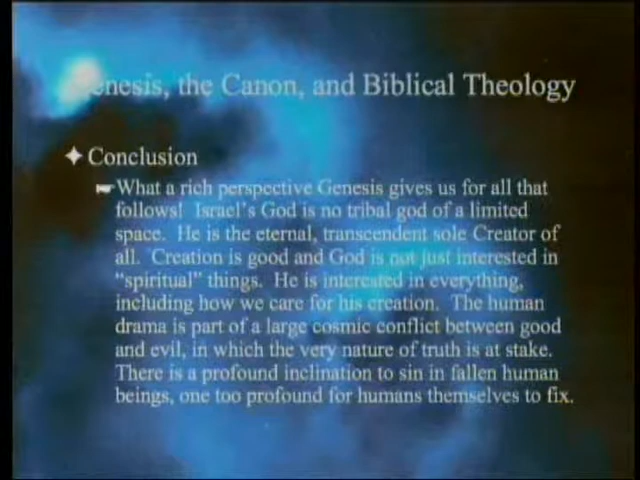 Genesis, the Canon, and Biblical Theology
Conclusion
What a rich perspective Genesis gives us for all that
follows! Israel's God is no tribal god of a limited
space. He is the eternal, transcendent sole Creator of
all. Creation is good and God is not just interested in
“spiritual” things. He is interested in everything,
including how we care for his creation. The human
drama is part of a large cosmic conflict between good
and evil, in which the very nature of truth is at stake.
There is a profound inclination to sin in fallen human
beings, one too profound for humans themselves to fix.